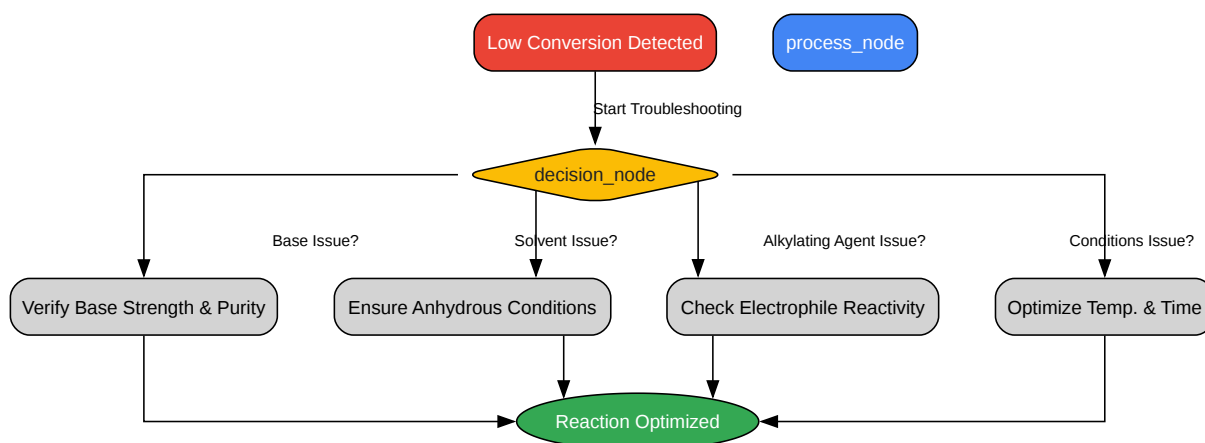 Low Conversion Detected
process_node
Start Troubleshooting
decision_node
Base Issue?
Solvent Issue?
Alkylating Agent Issue?
Conditions Issue?
Verify Base Strength & Purity
Ensure Anhydrous Conditions
Check Electrophile Reactivity
Optimize Temp. & Time
Reaction Optimized